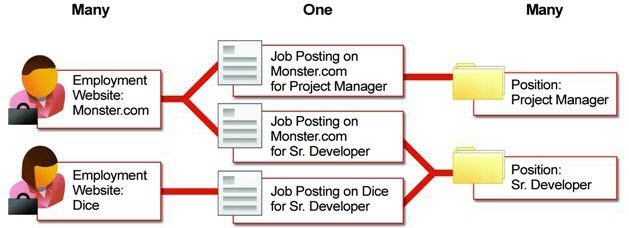 Many
One
Many
Employment
Website:
Monster.com
Job Posting on
Monster.com
for Project Manager
Position:
Project Manager
Job Posting on
Monster.com
for Sr. Developer
Employment
Website:
Dice
Job Posting on Dice
for Sr. Developer
Position:
Sr. Developer